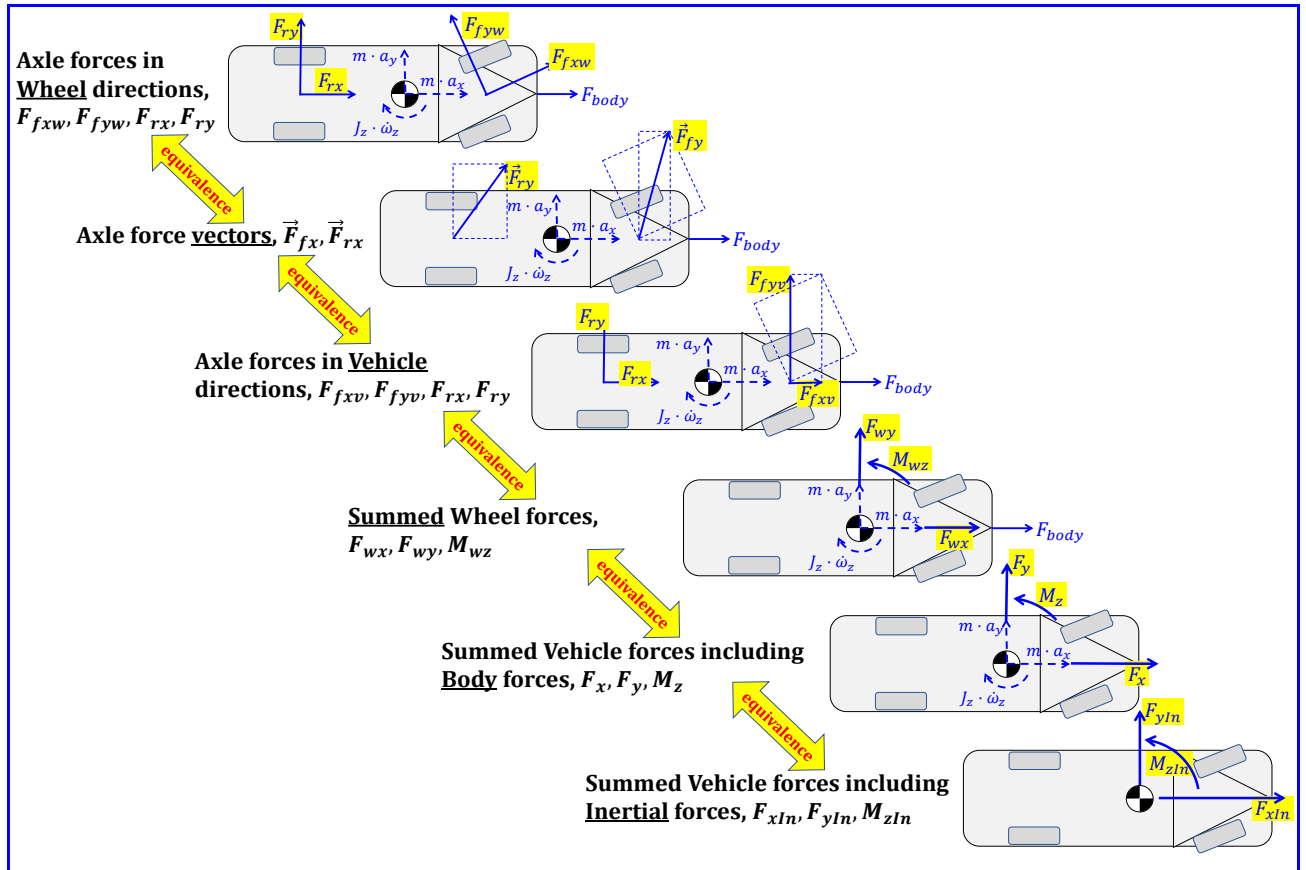 Axle forces in
Wheel directions,
F_fxw, F_fyw, F_rx, F_ry
F_ry
F_rx
m · a_y
m · a_x
J_z · ω̇_z
F_fyw
F_fxw
F_body
equivalence
Axle force vectors, F⃗_fx, F⃗_rx
F⃗_ry
m · a_y
m · a_x
J_z · ω̇_z
F⃗_fy
F_body
equivalence
Axle forces in Vehicle
directions, F_fxv, F_fyv, F_rx, F_ry
F_ry
F_rx
m · a_y
m · a_x
J_z · ω̇_z
F_fyv
F_fxv
F_body
equivalence
Summed Wheel forces,
F_wx, F_wy, M_wz
F_wy
M_wz
m · a_y
m · a_x
J_z · ω̇_z
F_wx
F_body
equivalence
Summed Vehicle forces including
Body forces, F_x, F_y, M_z
F_y
M_z
m · a_y
m · a_x
J_z · ω̇_z
F_x
equivalence
Summed Vehicle forces including
Inertial forces, F_xIn, F_yIn, M_zIn
F_yIn
M_zIn
F_xIn